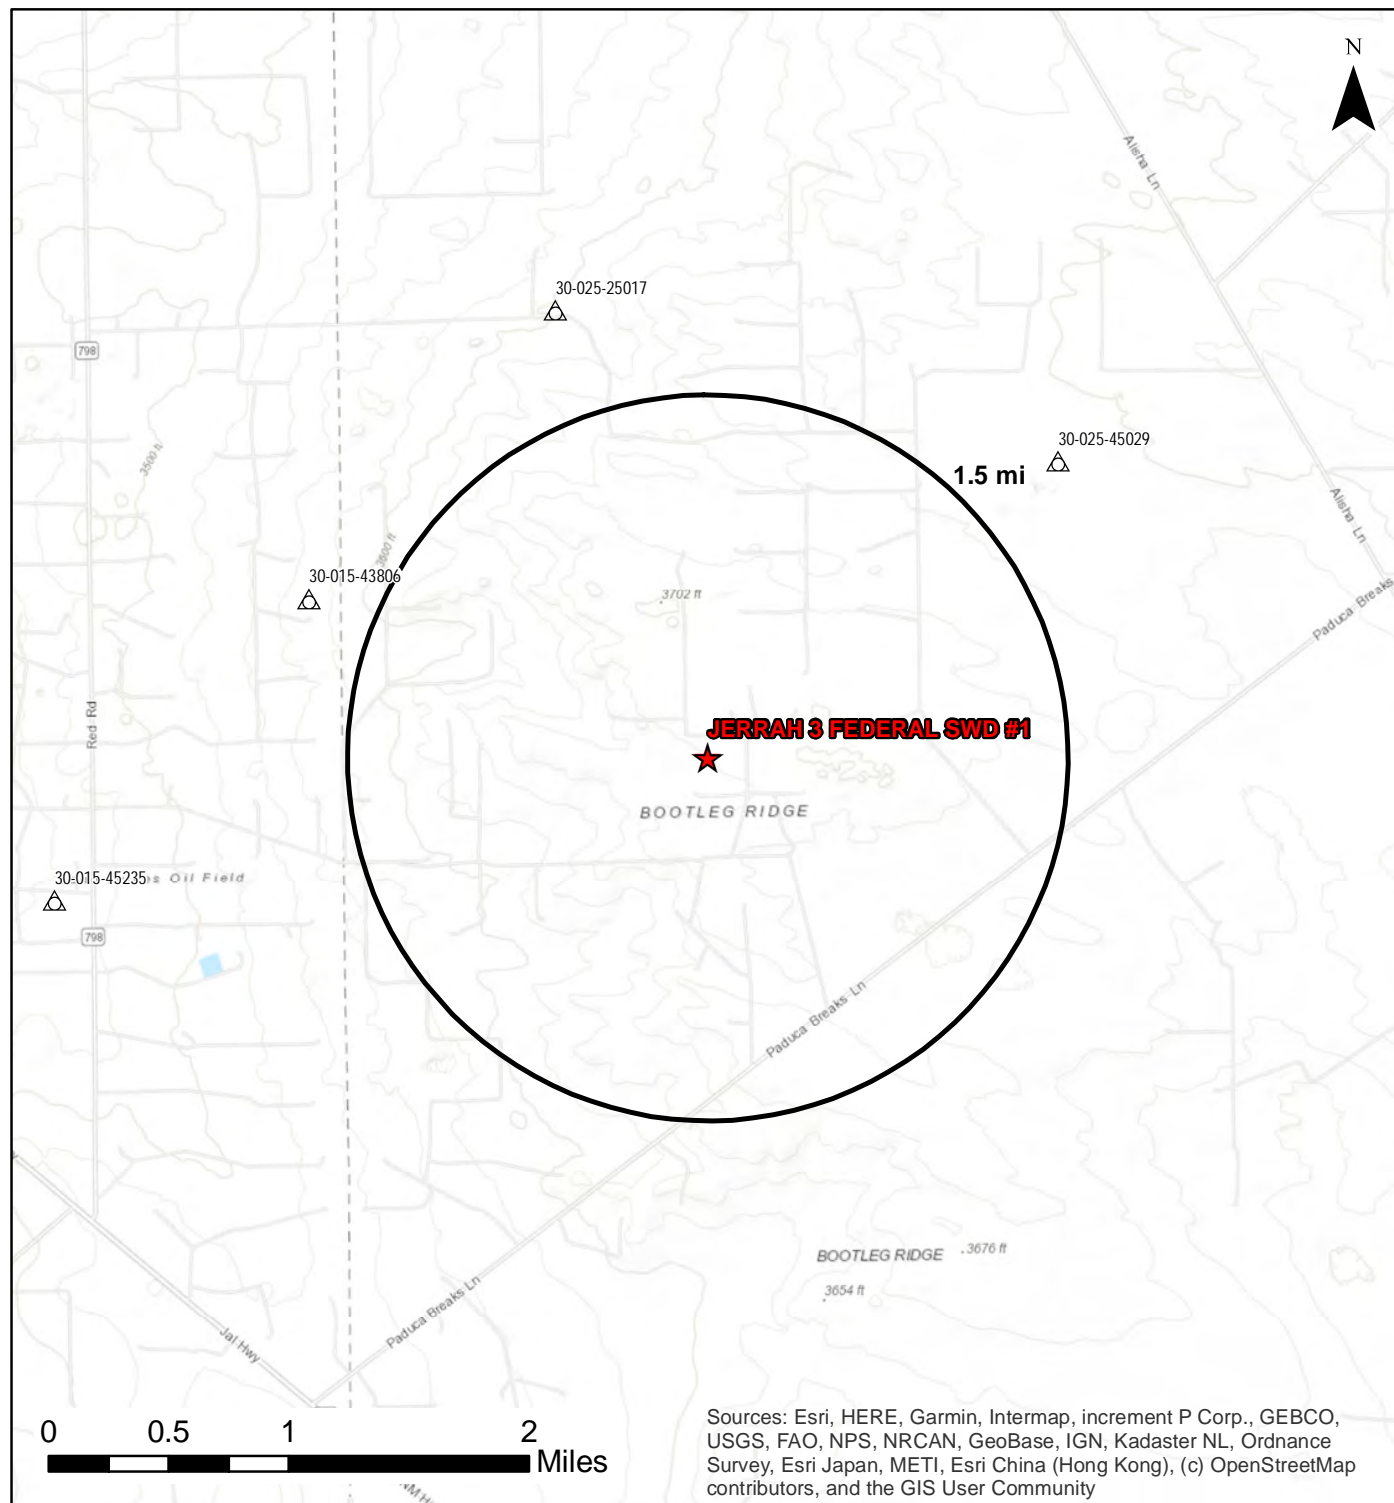 N
Alisha Ln
30-025-25017
798
30-025-45029
1.5 mi
3500 ft
Alisha Ln
3600 ft
30-015-43806
3702 ft
Paduca Breaks
Red Rd
JERRAH 3 FEDERAL SWD #1
BOOTLEG RIDGE
30-015-45235
s Oil Field
798
Paduca Breaks Ln
BOOTLEG RIDGE
3676 ft
3654 ft
Paduca Breaks Ln
Jal Hwy
0 0.5 1 2
Miles
Sources: Esri, HERE, Garmin, Intermap, increment P Corp., GEBCO,
USGS, FAO, NPS, NRCAN, GeoBase, IGN, Kadaster NL, Ordnance
Survey, Esri Japan, METI, Esri China (Hong Kong), (c) OpenStreetMap
contributors, and the GIS User Community